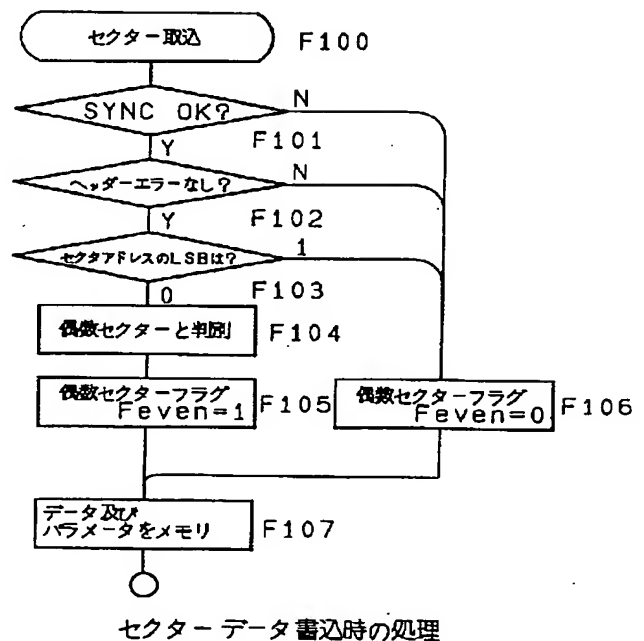 セクター取込 F100
SYNC OK? N
F101
Y
ヘッダーエラーなし? N
F102
Y
セクタアドレスのLSBは? 1
F103
0
偶数セクターと判別 F104
偶数セクターフラグ
Feven=1 F105
偶数セクターフラグ
Feven=0 F106
データ及び
パラメータをメモリ F107
セクターデータ書込時の処理